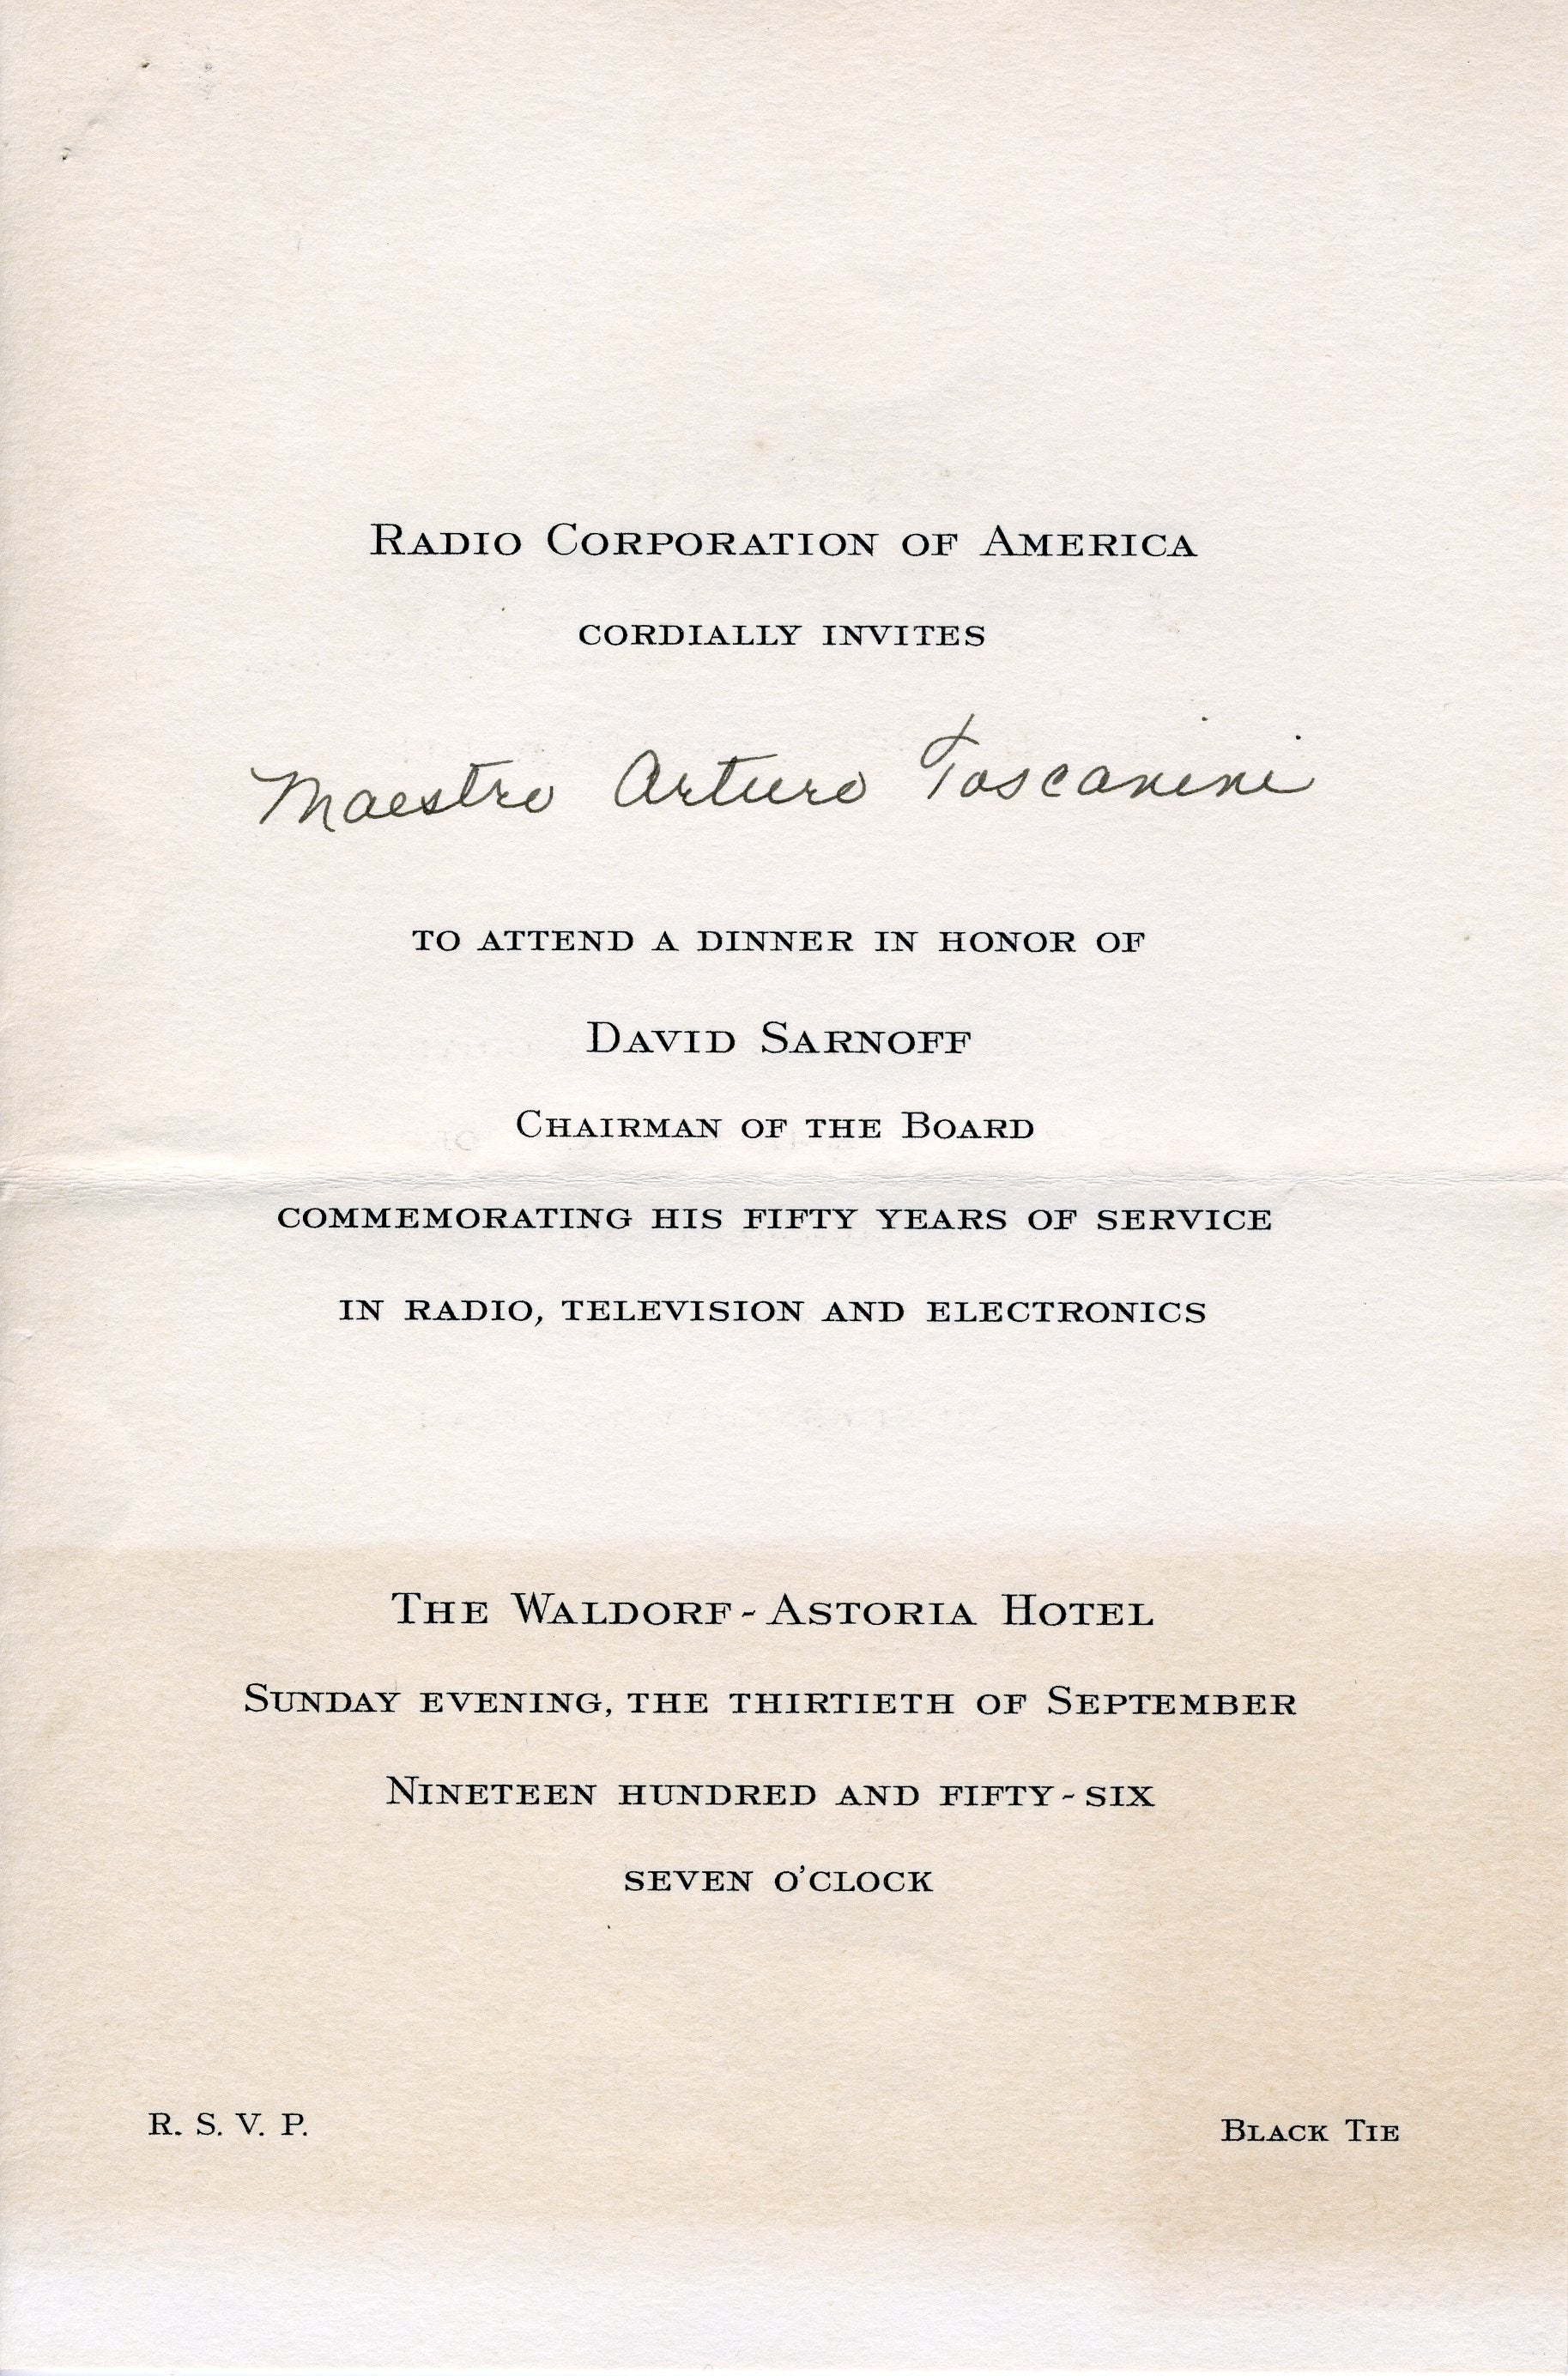 Radio Corporation of America
cordially invites
Maestro Arturo Toscanini
to attend a dinner in honor of
David Sarnoff
Chairman of the Board
commemorating his fifty years of service
in radio, television and electronics
The Waldorf-Astoria Hotel
Sunday evening, the thirtieth of September
Nineteen hundred and fifty-six
seven o'clock
R. S. V. P.
Black Tie